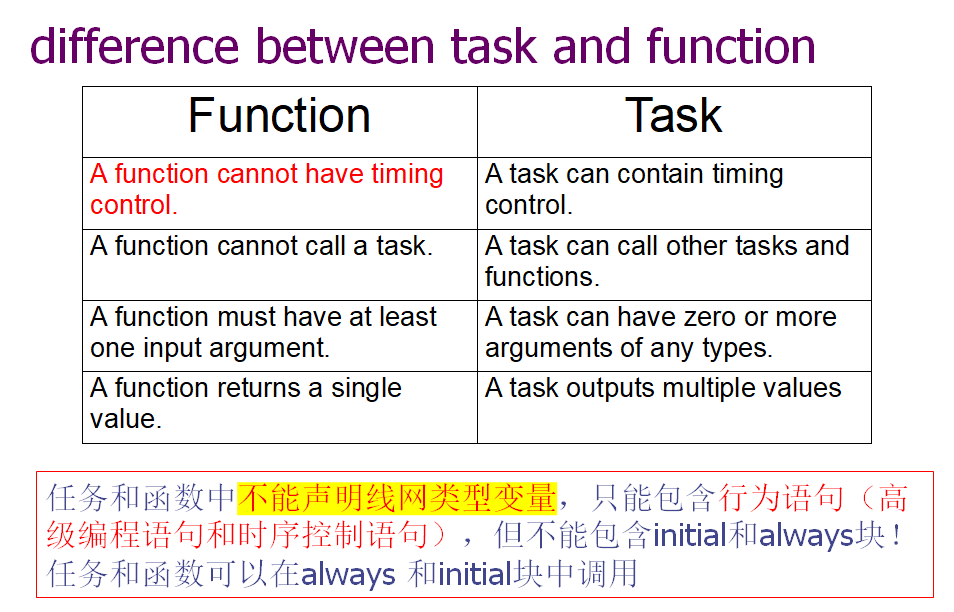 difference between task and function
Function
Task
A function cannot have timing
control.
A task can contain timing
control.
A function cannot call a task.
A task can call other tasks and
functions.
A function must have at least
one input argument.
A task can have zero or more
arguments of any types.
A function returns a single
value.
A task outputs multiple values
任务和函数中不能声明线网类型变量，只能包含行为语句（高
级编程语句和时序控制语句），但不能包含initial和always块！
任务和函数可以在always 和initial块中调用